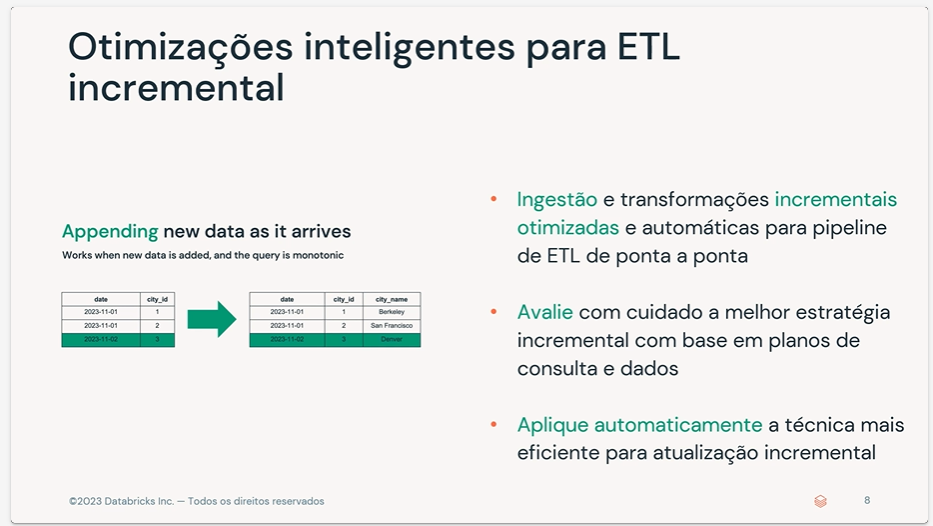 Otimizações inteligentes para ETL
incremental
Appending new data as it arrives
Works when new data is added, and the query is monotonic
date city_id
2023-11-01 1
2023-11-01 2
2023-11-02 3
date city_id city_name
2023-11-01 1 Berkeley
2023-11-01 2 San Francisco
2023-11-02 3 Denver
• Ingestão e transformações incrementais
otimizadas e automáticas para pipeline
de ETL de ponta a ponta
• Avalie com cuidado a melhor estratégia
incremental com base em planos de
consulta e dados
• Aplique automaticamente a técnica mais
eficiente para atualização incremental
©2023 Databricks Inc. — Todos os direitos reservados
8